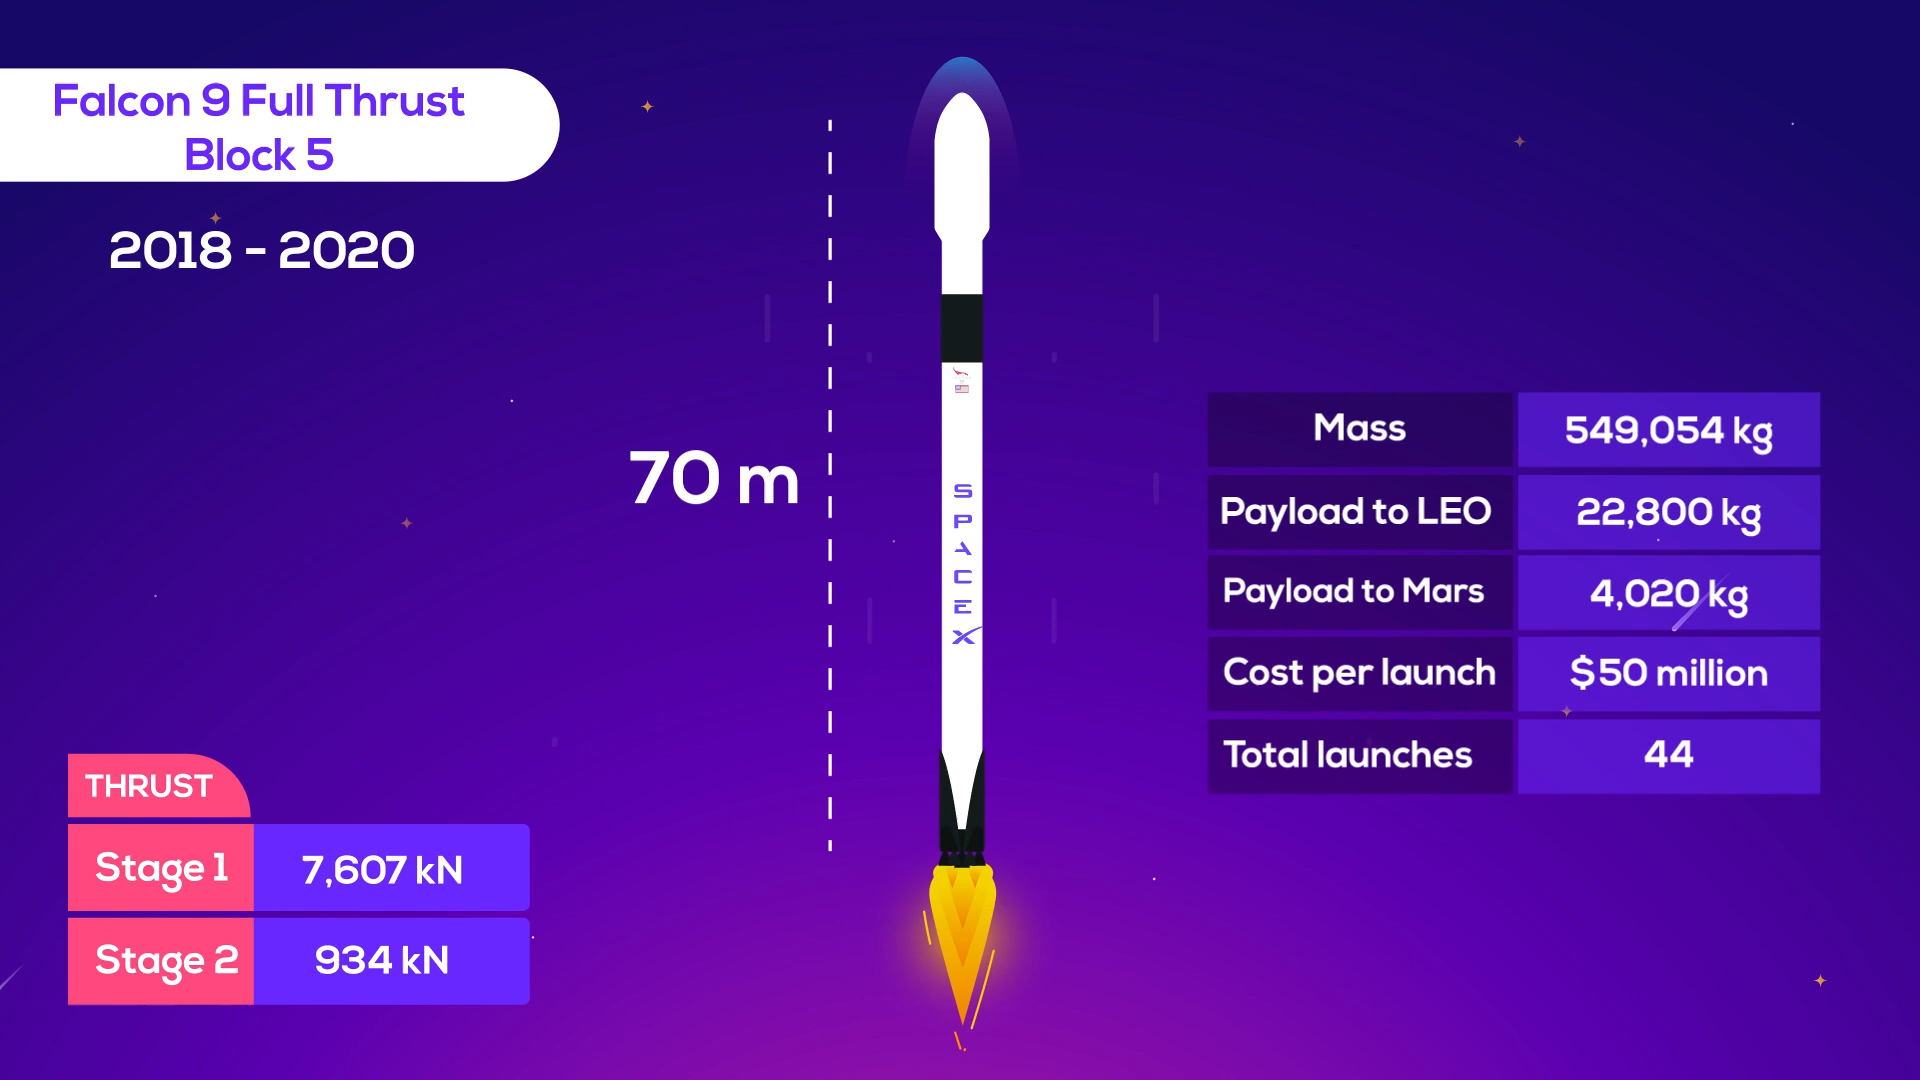 Falcon 9 Full Thrust
Block 5
2018 - 2020
70 m
SPACEX
Mass 549,054 kg
Payload to LEO 22,800 kg
Payload to Mars 4,020 kg
Cost per launch $50 million
Total launches 44
THRUST
Stage 1 7,607 kN
Stage 2 934 kN